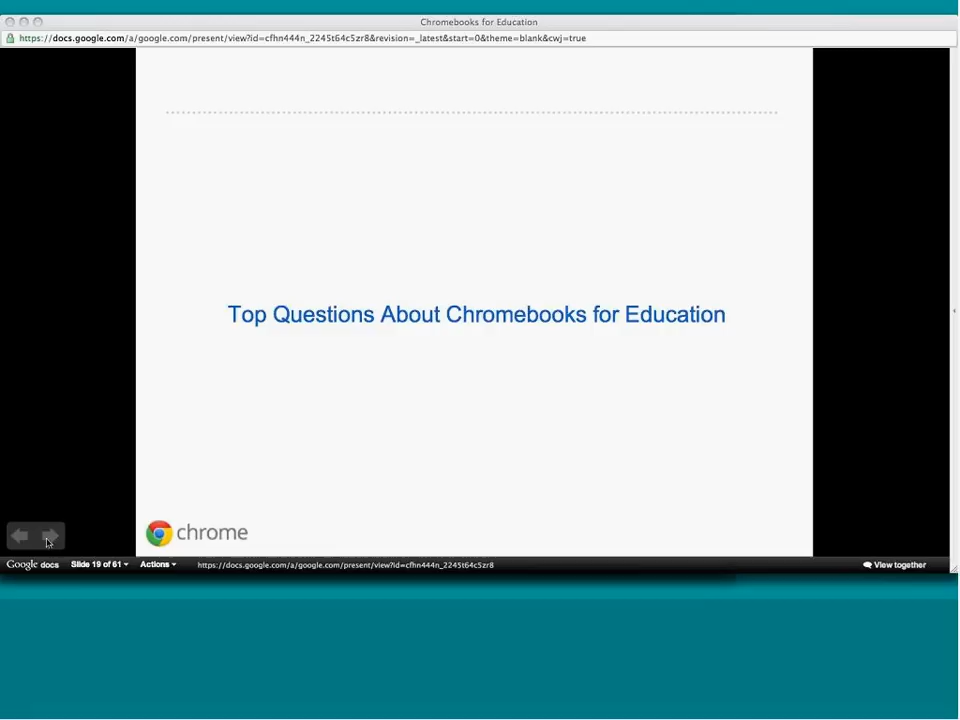 Chromebooks for Education
https://docs.google.com/a/google.com/present/view?id=cfhn444n_2245t64c5zr8&revision=_latest&start=0&theme=blank&cwj=true
Top Questions About Chromebooks for Education
chrome
Google docs Slide 19 of 61 Actions https://docs.google.com/a/google.com/present/view?id=cfhn444n_2245t64c5zr8 View together